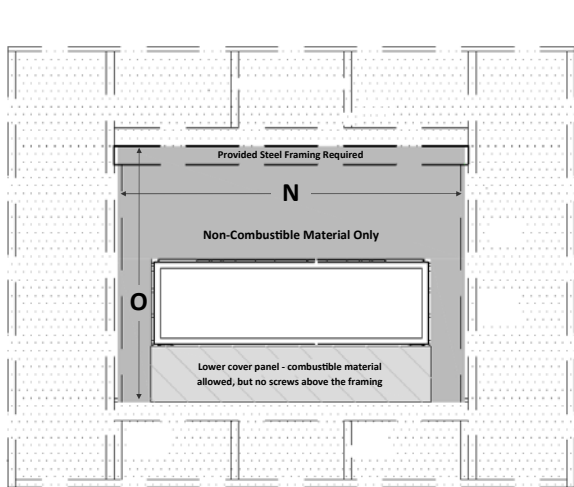 Provided Steel Framing Required
N
Non-Combustible Material Only
O
Lower cover panel - combustible material
allowed, but no screws above the framing